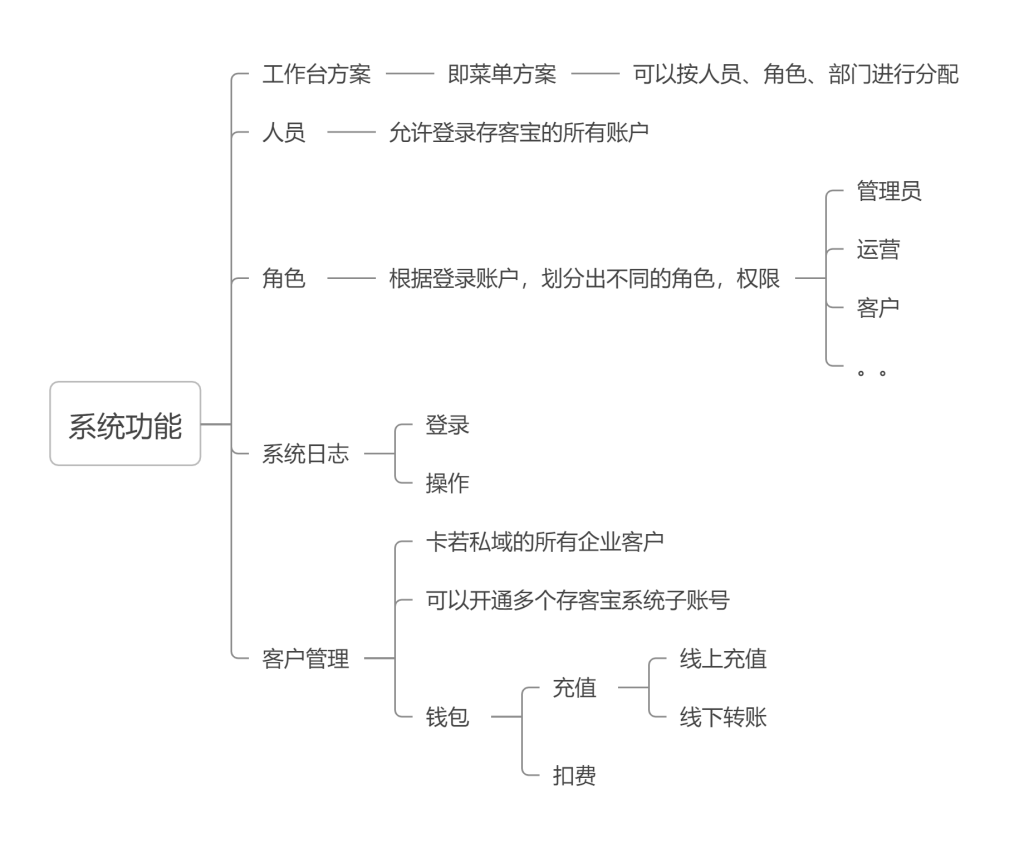 工作台方案
即菜单方案
可以按人员、角色、部门进行分配
人员
允许登录存客宝的所有账户
角色
根据登录账户，划分出不同的角色，权限
管理员
运营
客户
。。
系统功能
系统日志
登录
操作
客户管理
卡若私域的所有企业客户
可以开通多个存客宝系统子账号
钱包
充值
线上充值
线下转账
扣费